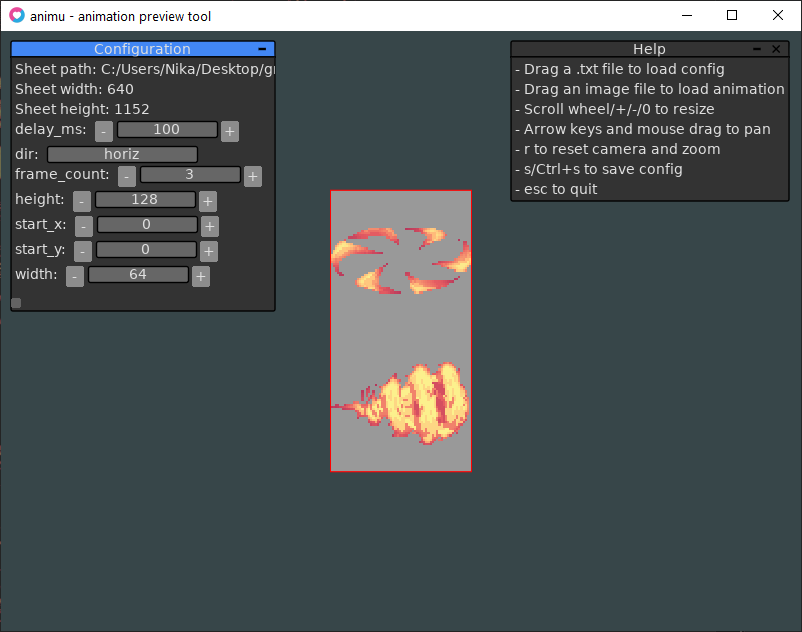 animu - animation preview tool
Configuration
Sheet path: C:/Users/Nika/Desktop/
Sheet width: 640
Sheet height: 1152
delay_ms: - 100 +
dir: horiz
frame_count: - 3 +
height: - 128 +
start_x: - 0 +
start_y: - 0 +
width: - 64 +
Help
- Drag a .txt file to load config
- Drag an image file to load animation
- Scroll wheel/+/-/0 to resize
- Arrow keys and mouse drag to pan
- r to reset camera and zoom
- s/Ctrl+s to save config
- esc to quit